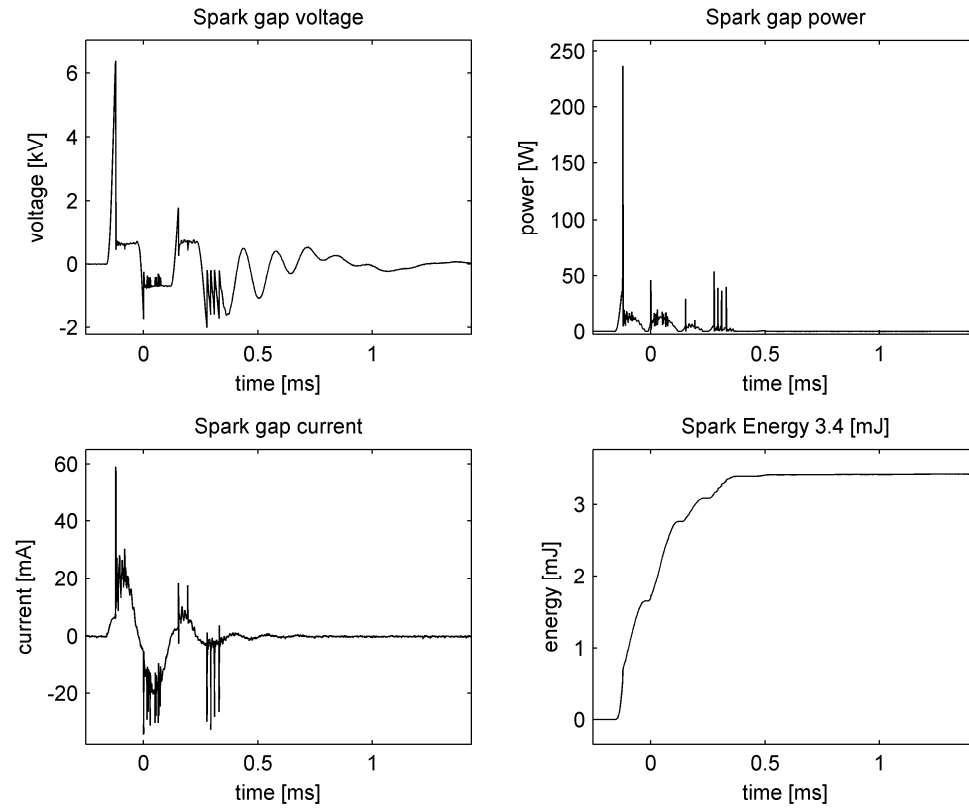 Spark gap voltage
6
4
2
0
-2
voltage [kV]
0
0.5
1
time [ms]
Spark gap power
250
200
150
100
50
0
power [W]
0
0.5
1
time [ms]
Spark gap current
60
40
20
0
-20
current [mA]
0
0.5
1
time [ms]
Spark Energy 3.4 [mJ]
3
2
1
0
energy [mJ]
0
0.5
1
time [ms]